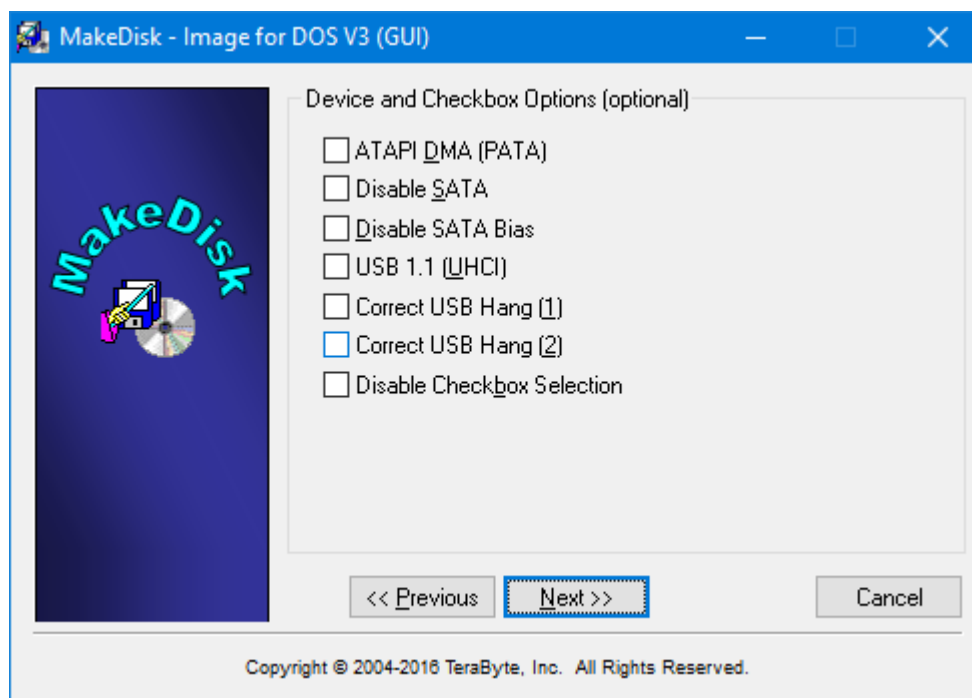 MakeDisk - Image for DOS V3 (GUI)
MakeDisk
Device and Checkbox Options (optional)
ATAPI DMA (PATA)
Disable SATA
Disable SATA Bias
USB 1.1 (UHCI)
Correct USB Hang (1)
Correct USB Hang (2)
Disable Checkbox Selection
<< Previous Next >> Cancel
Copyright © 2004-2016 TeraByte, Inc. All Rights Reserved.